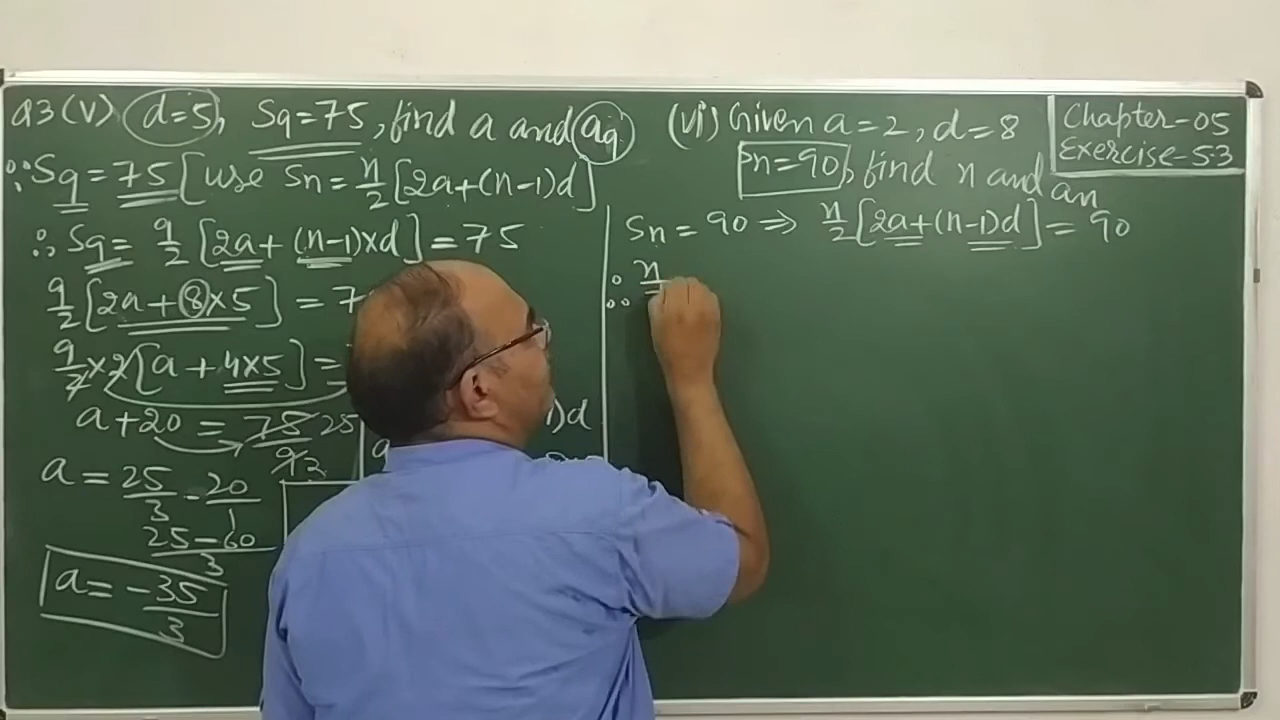 Q3(V) d=5, S9=75, find a and a9
∵ S9 = 75 [use Sn = n/2 [2a+(n-1)d]
∴ S9 = 9/2 [2a+(n-1)×d] = 75
9/2 [2a+8×5] = 7
9/2 × 2 [a+4×5] =
a+20 = 75/9 25/3
a = 25/3 - 20/1
25-60/3
a = -35/3
)d
a
(vi) Given a=2, d=8
Sn=90, find n and an
Sn = 90 ⇒ n/2 [2a+(n-1)d] = 90
∴ n
Chapter-05
Exercise-5.3